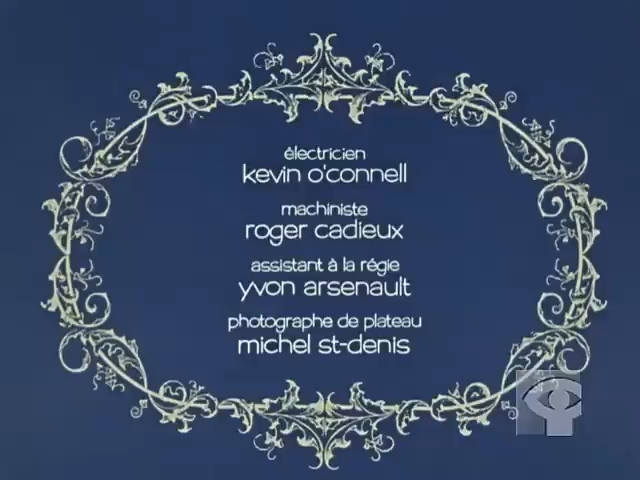 électricien
kevin o'connell
machiniste
roger cadieux
assistant à la régie
yvon arsenault
photographe de plateau
michel st-denis